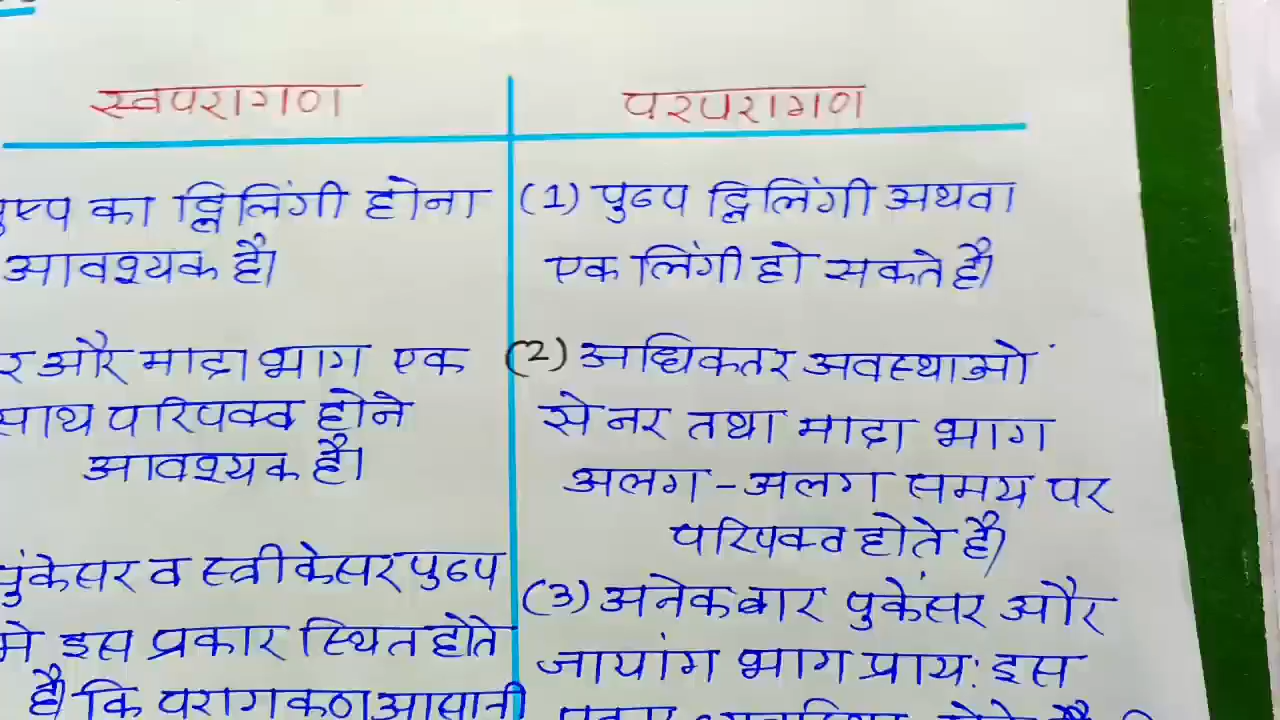 स्वपरागण
परपरागण
पुष्प का द्विलिंगी होना
आवश्यक है।
र और मादा भाग एक
साथ परिपक्व होने
आवश्यक है।
पुंकेसर व स्त्रीकेसर पुष्प
मे इस प्रकार स्थित होते
है। कि परागकण आसानी
(1) पुष्प द्विलिंगी अथवा
एक लिंगी हो सकते है।
(2) अधिकतर अवस्थाओं
से नर तथा मादा भाग
अलग-अलग समय पर
परिपक्व होते है।
(3) अनेक बार पुकेंसर और
जायांग भाग प्राय: इस